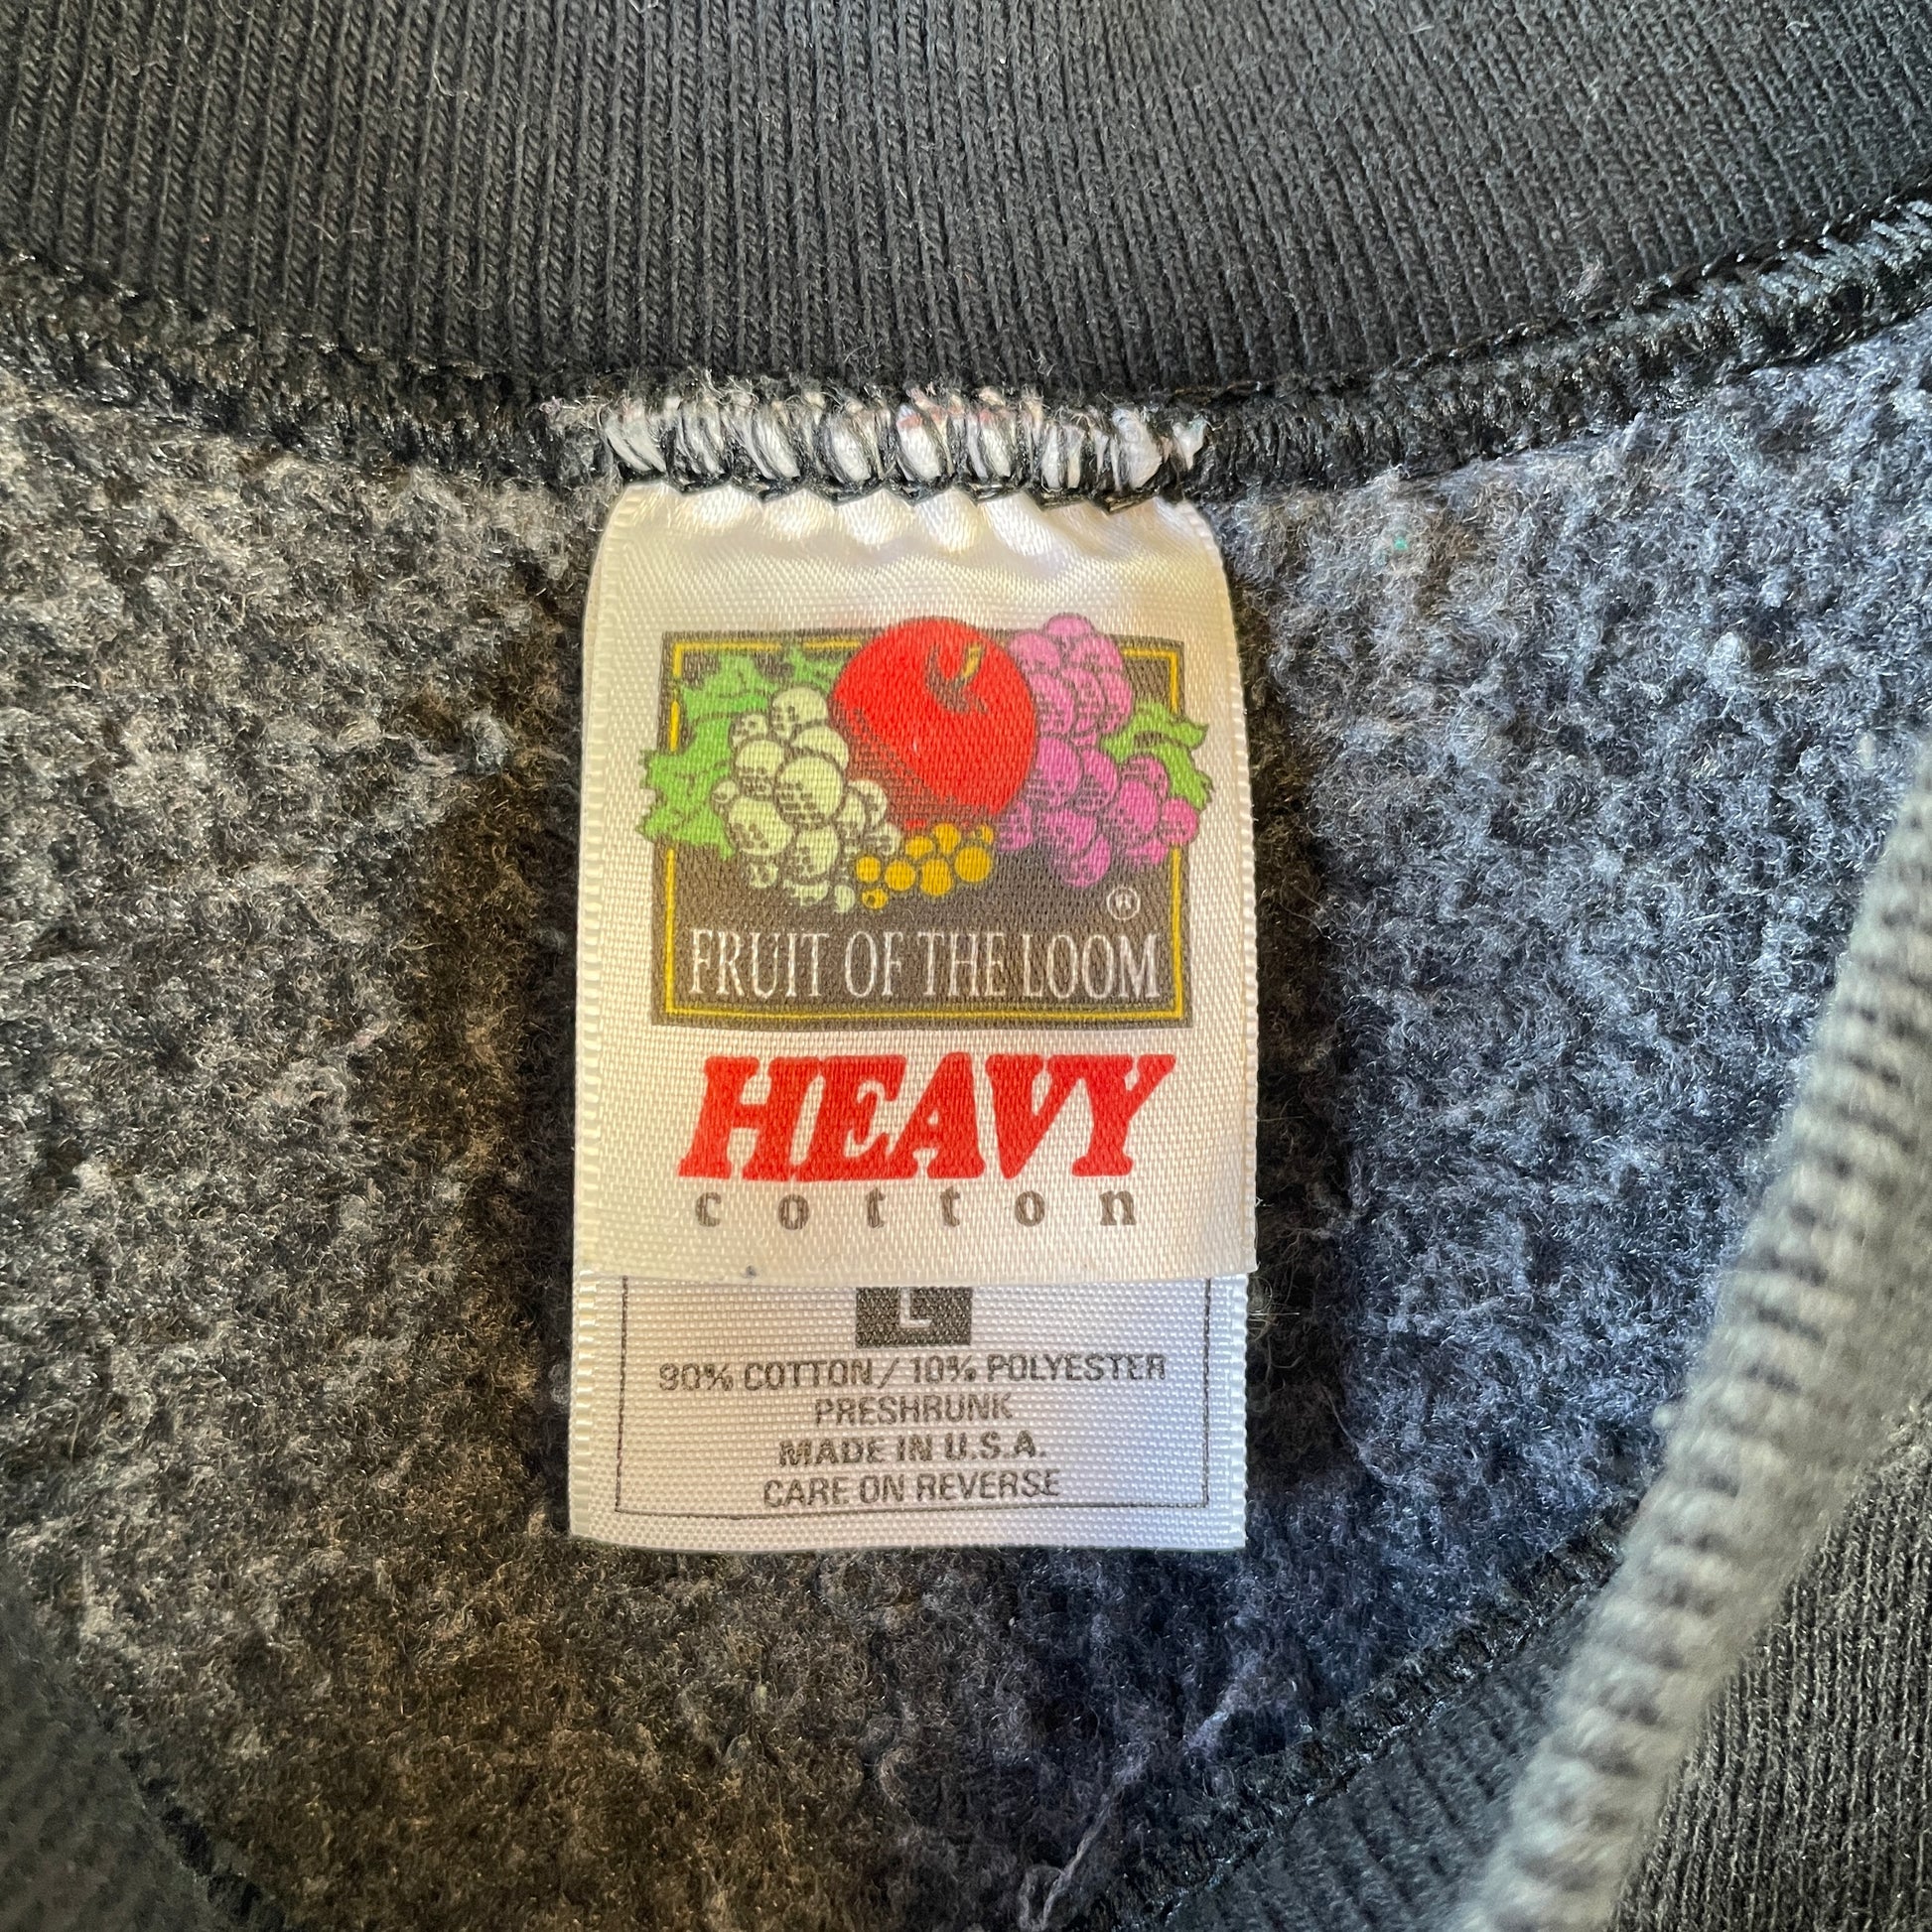 ®
FRUIT OF THE LOOM
HEAVY
cotton
L
90% COTTON / 10% POLYESTER
PRESHRUNK
MADE IN U.S.A.
CARE ON REVERSE